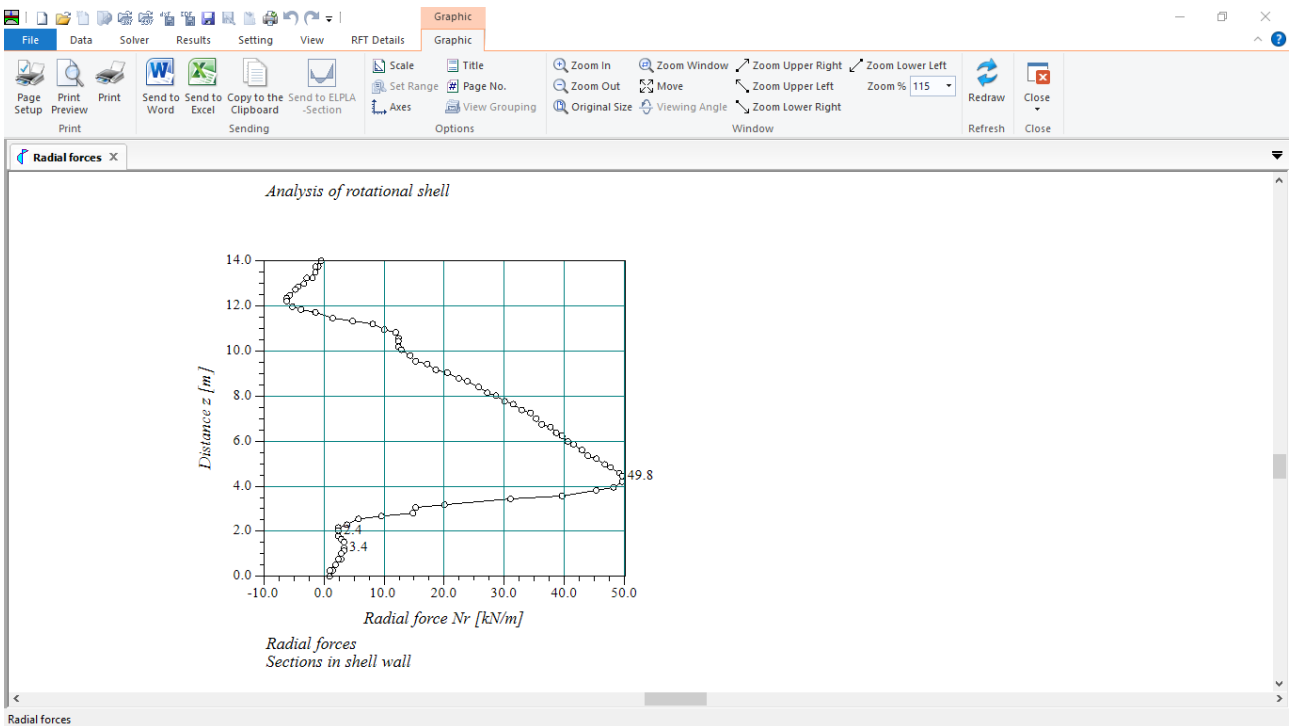 Graphic
File Data Solver Results Setting View RFT Details Graphic
Page Setup
Print Preview
Print
Print
Send to Word
Send to Excel
Copy to the Clipboard
Send to ELPLA -Section
Sending
Scale
Set Range
Axes
Title
Page No.
View Grouping
Options
Zoom In
Zoom Out
Original Size
Zoom Window
Move
Viewing Angle
Zoom Upper Right
Zoom Upper Left
Zoom Lower Right
Zoom Lower Left
Zoom % 115
Window
Redraw
Refresh
Close
Close
Radial forces X
Analysis of rotational shell
14.0
12.0
10.0
8.0
6.0
4.0
2.0
0.0
Distance z [m]
49.8
2.4
3.4
-10.0 0.0 10.0 20.0 30.0 40.0 50.0
Radial force Nr [kN/m]
Radial forces
Sections in shell wall
Radial forces